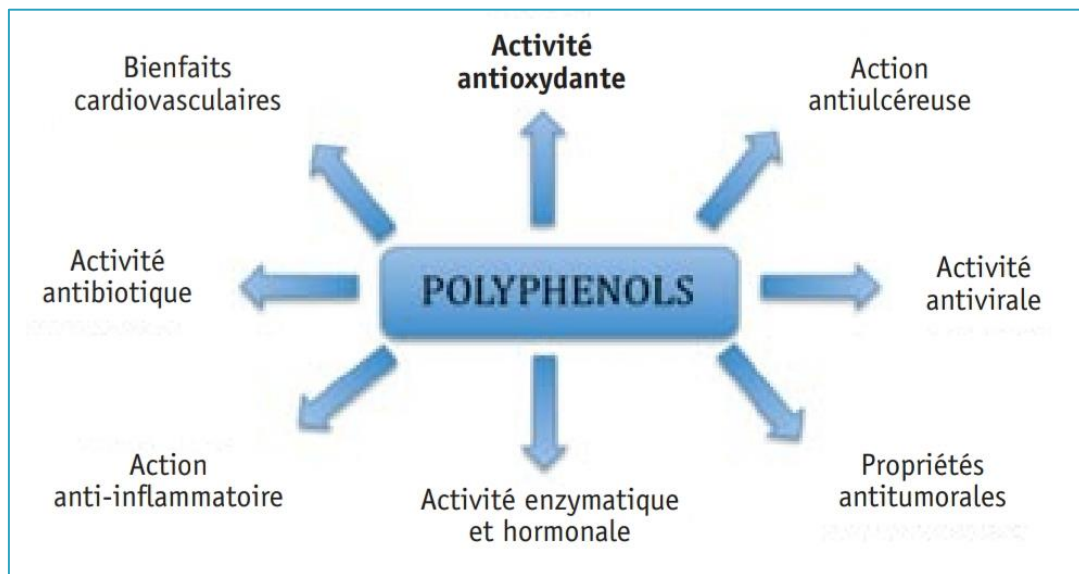 Bienfaits
cardiovasculaires
Activité
antioxydante
Action
antiulcéreuse
Activité
antibiotique
POLYPHENOLS
Activité
antivirale
Action
anti-inflammatoire
Activité enzymatique
et hormonale
Propriétés
antitumorales